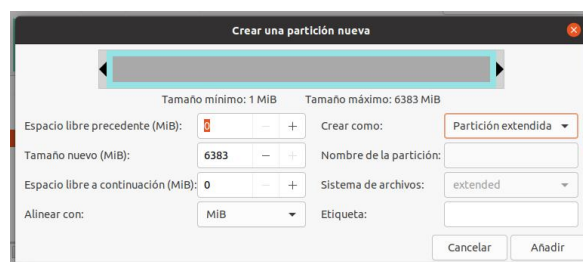 Crear una partición nueva
Tamaño mínimo: 1 MiB Tamaño máximo: 6383 MiB
Espacio libre precedente (MiB): 0 Crear como: Partición extendida
Tamaño nuevo (MiB): 6383 Nombre de la partición:
Espacio libre a continuación (MiB): 0 Sistema de archivos: extended
Alinear con: MiB Etiqueta:
Cancelar Añadir